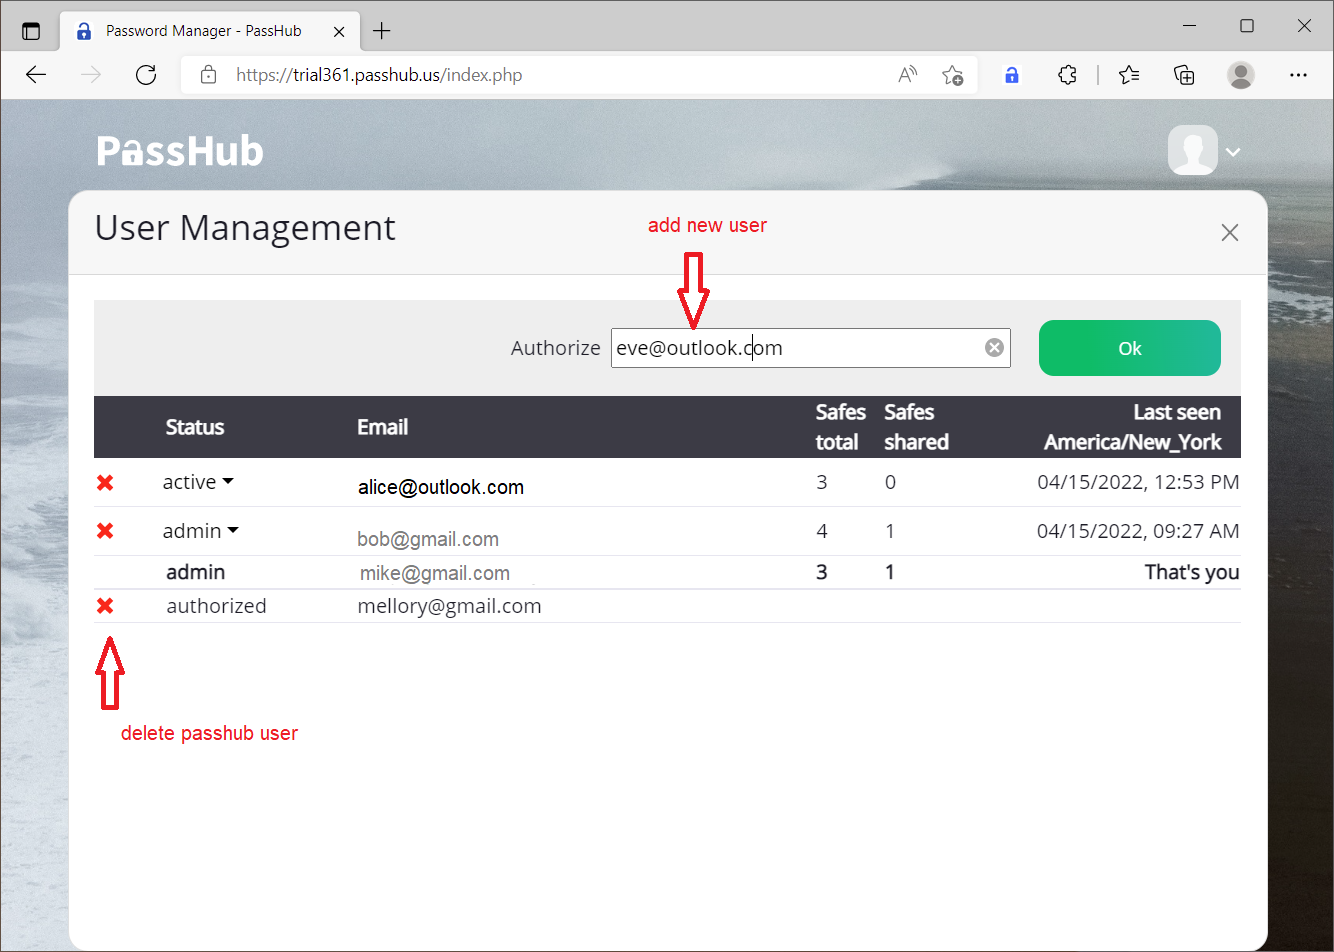 Password Manager - PassHub
https://trial361.passhub.us/index.php
PassHub
User Management
add new user
Authorize eve@outlook.com Ok
Status Email Safes total Safes shared Last seen America/New_York
active alice@outlook.com 3 0 04/15/2022, 12:53 PM
admin bob@gmail.com 4 1 04/15/2022, 09:27 AM
admin mike@gmail.com 3 1 That's you
authorized mellory@gmail.com
delete passhub user